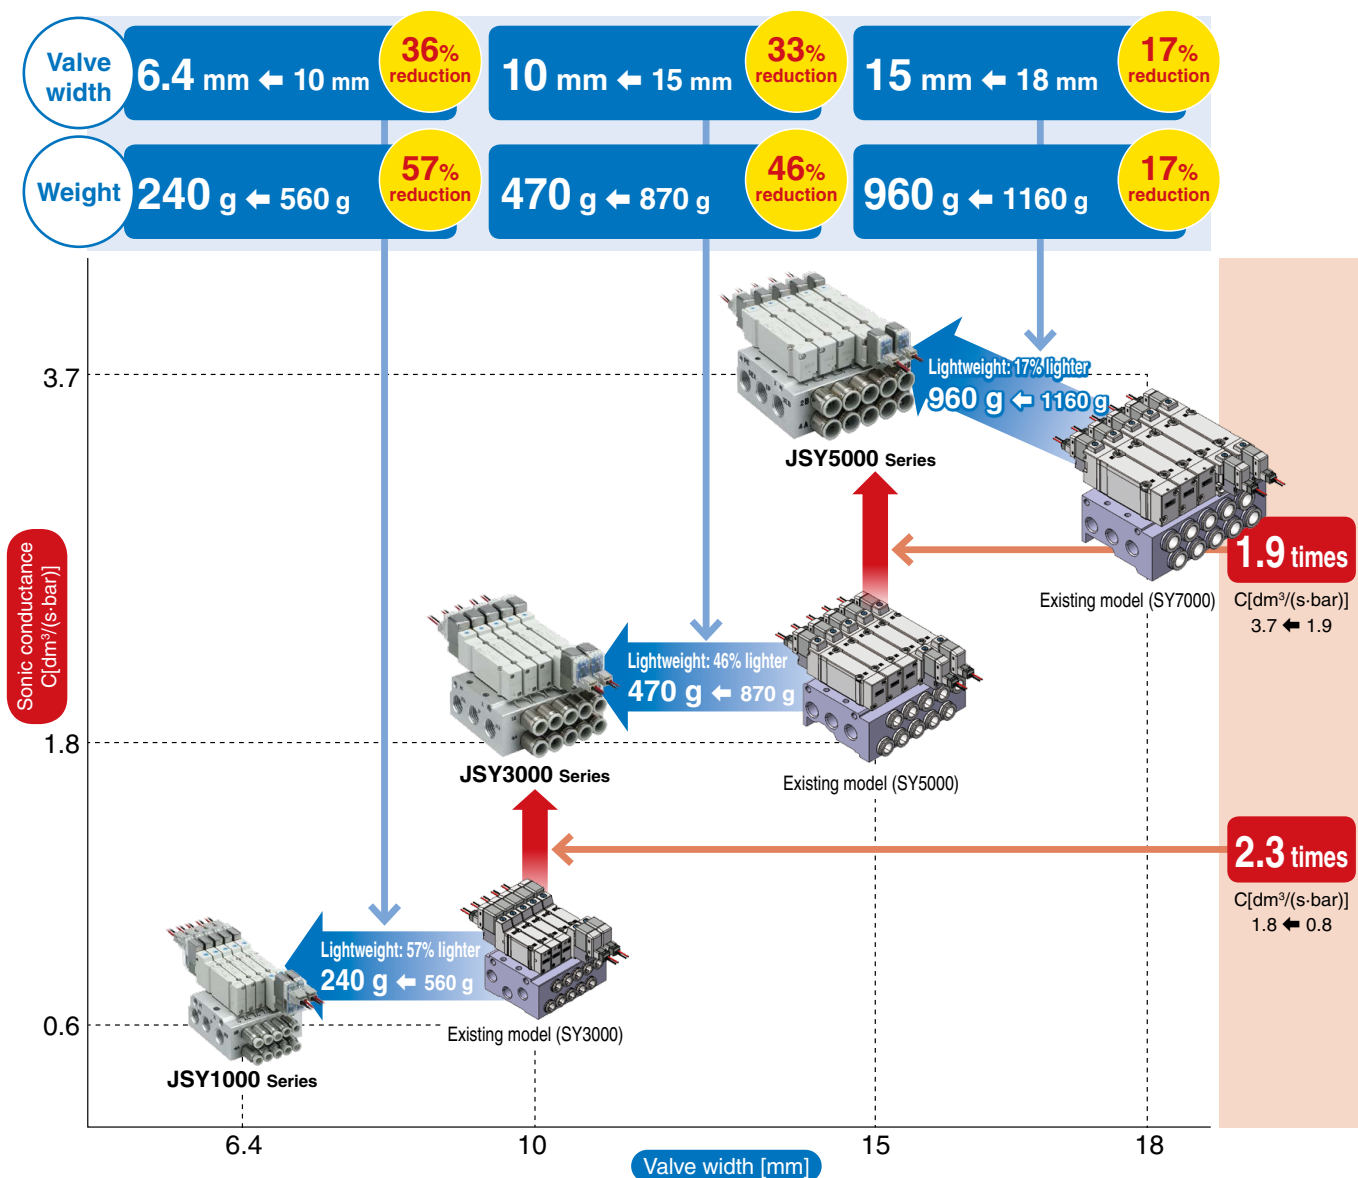 Valve width
6.4 mm ← 10 mm
36% reduction
10 mm ← 15 mm
33% reduction
15 mm ← 18 mm
17% reduction
Weight
240 g ← 560 g
57% reduction
470 g ← 870 g
46% reduction
960 g ← 1160 g
17% reduction
Sonic conductance
C[dm³/(s·bar)]
3.7
1.8
0.6
Lightweight: 17% lighter
960 g ← 1160 g
JSY5000 Series
Existing model (SY7000)
1.9 times
C[dm³/(s·bar)]
3.7 ← 1.9
Lightweight: 46% lighter
470 g ← 870 g
JSY3000 Series
Existing model (SY5000)
2.3 times
C[dm³/(s·bar)]
1.8 ← 0.8
Lightweight: 57% lighter
240 g ← 560 g
JSY1000 Series
Existing model (SY3000)
6.4
10
15
18
Valve width [mm]